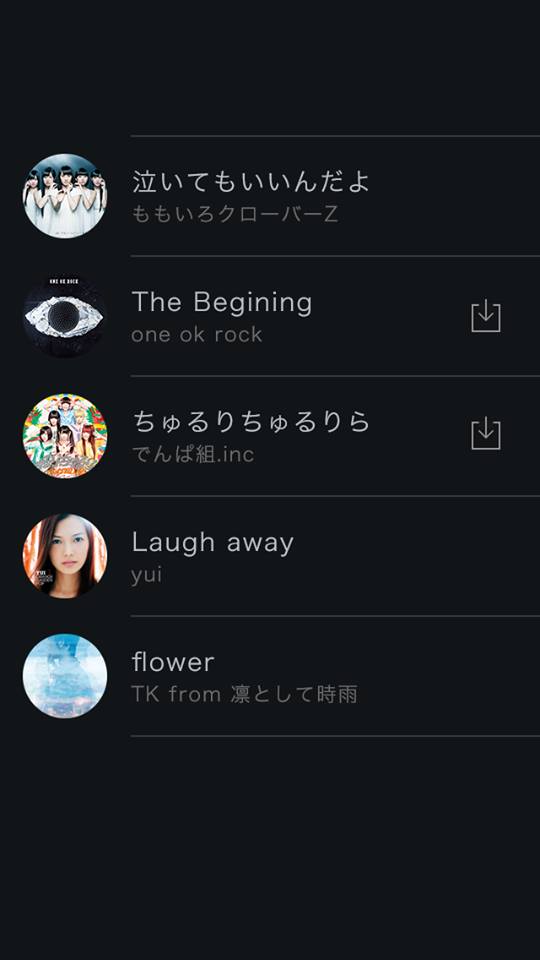 泣いてもいいんだよ
ももいろクローバーZ
ONE OK ROCK
The Begining
one ok rock
ちゅるりちゅるりら
でんぱ組.inc
Laugh away
yui
YUI
flower
TK from 凛として時雨